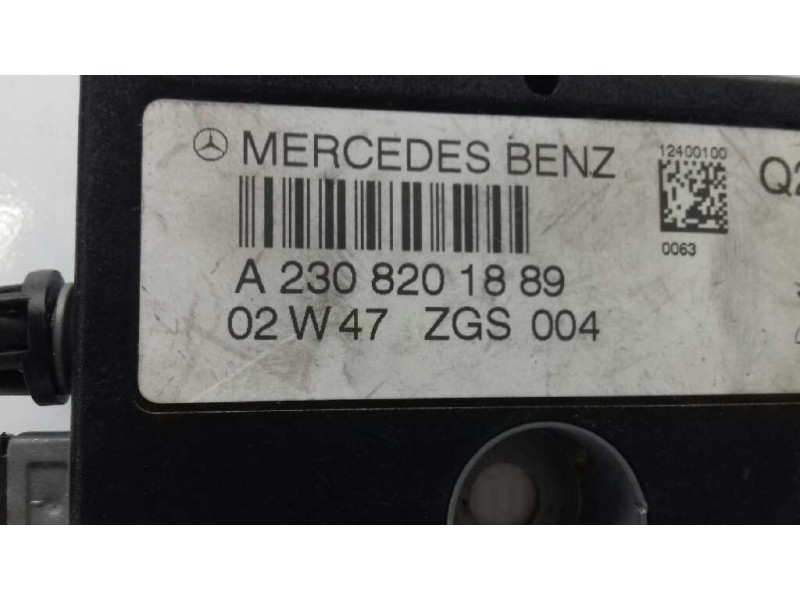 MERCEDES BENZ
12400100
Q2
0063
A 230 820 18 89
02 W 47 ZGS 004